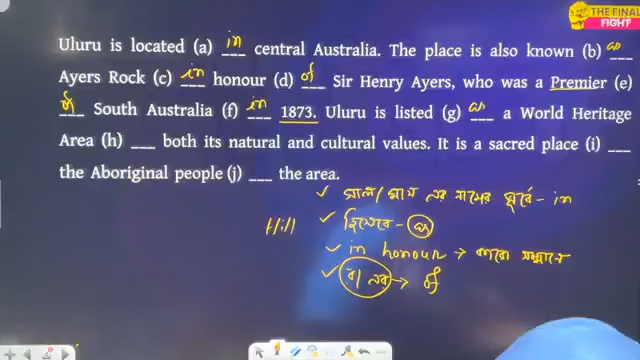 THE FINAL FIGHT
Uluru is located (a) in central Australia. The place is also known (b) as
Ayers Rock (c) in honour (d) of Sir Henry Ayers, who was a Premier (e)
of South Australia (f) in 1873. Uluru is listed (g) as a World Heritage
Area (h) ___ both its natural and cultural values. It is a sacred place (i) ___
the Aboriginal people (j) ___ the area.
✓ সাল/মাস এর নামের পূর্বে - in
Hill ✓ হিসেবে - as
✓ in honour → কারো সম্মানে
✓ র/এর → of